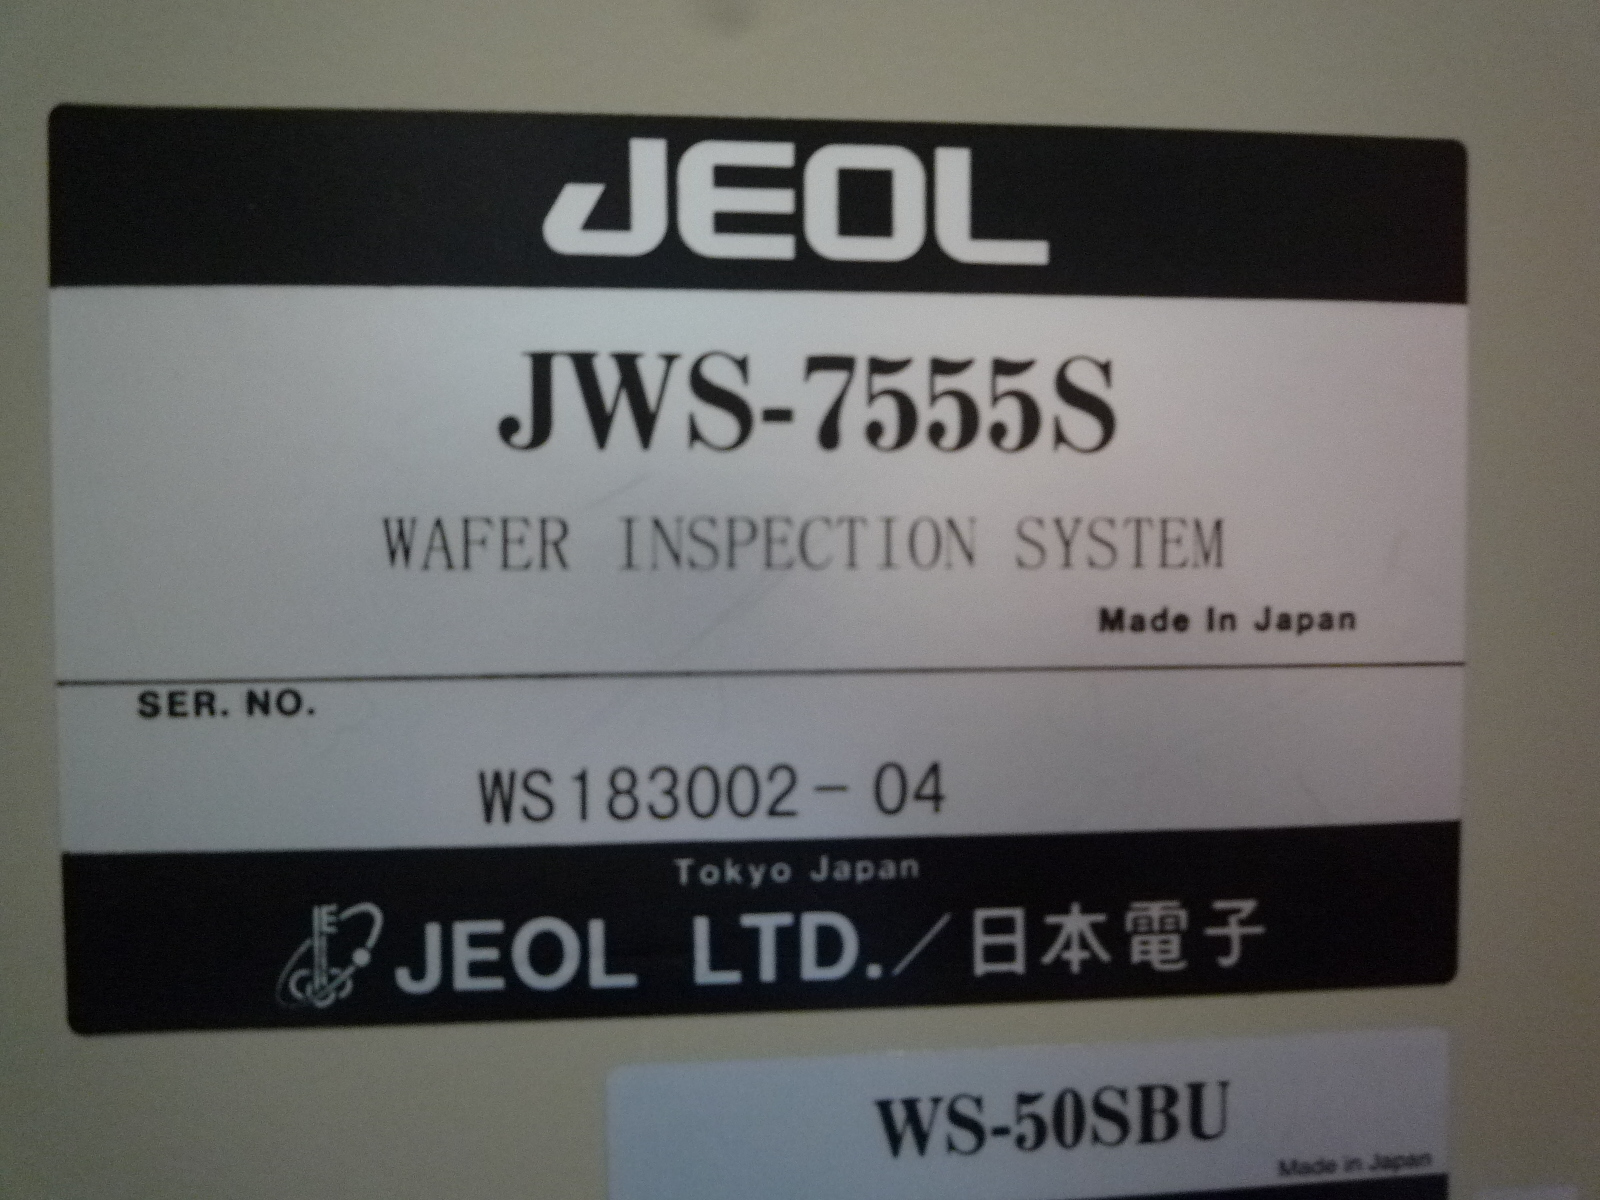 JEOL
JWS-7555S
WAFER INSPECTION SYSTEM
Made In Japan
SER. NO.
WS183002-04
Tokyo Japan
JEOL LTD./日本電子
WS-50SBU
Made in Japan